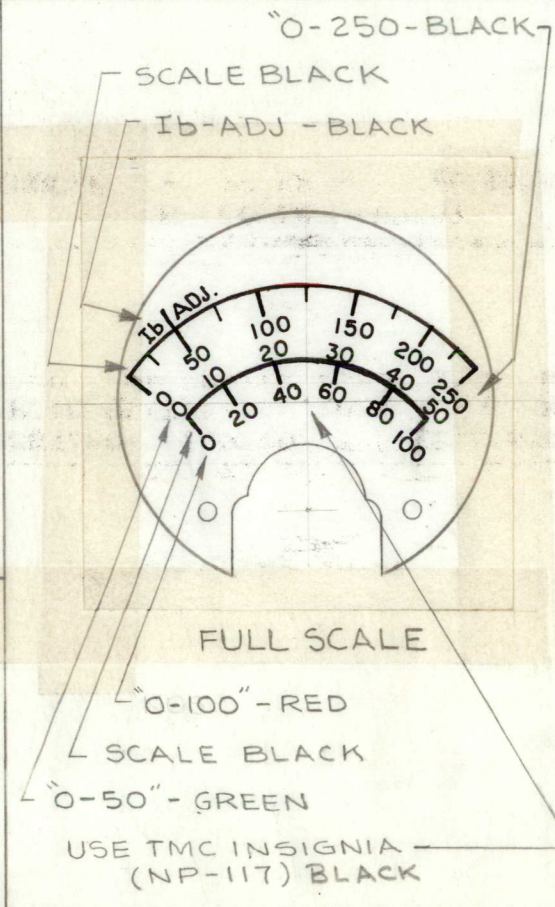 "0-250-BLACK
SCALE BLACK
Ib-ADJ-BLACK
Ib ADJ.
0 50 100 150 200 250
0 10 20 30 40 50
0 20 40 60 80 100
FULL SCALE
"0-100"-RED
SCALE BLACK
"0-50"-GREEN
USE TMC INSIGNIA
(NP-117) BLACK